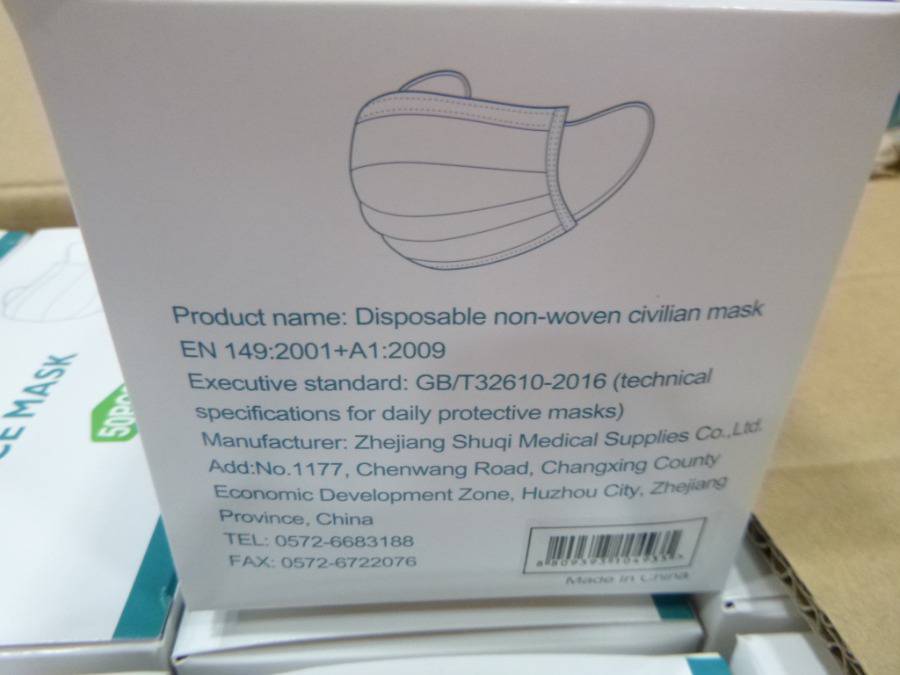 Product name: Disposable non-woven civilian mask
EN 149:2001+A1:2009
Executive standard: GB/T32610-2016 (technical
specifications for daily protective masks)
Manufacturer: Zhejiang Shuqi Medical Supplies Co.,Ltd.
Add:No.1177, Chenwang Road, Changxing County
Economic Development Zone, Huzhou City, Zhejiang
Province, China
TEL: 0572-6683188
FAX: 0572-6722076
Made in China
MASK